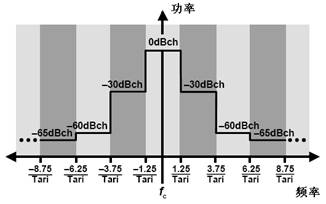 功率
0dBch
–30dBch
–30dBch
–60dBch
–60dBch
–65dBch
–65dBch
–8.75
Tari
–6.25
Tari
–3.75
Tari
–1.25
Tari
fc
1.25
Tari
3.75
Tari
6.25
Tari
8.75
Tari
频率